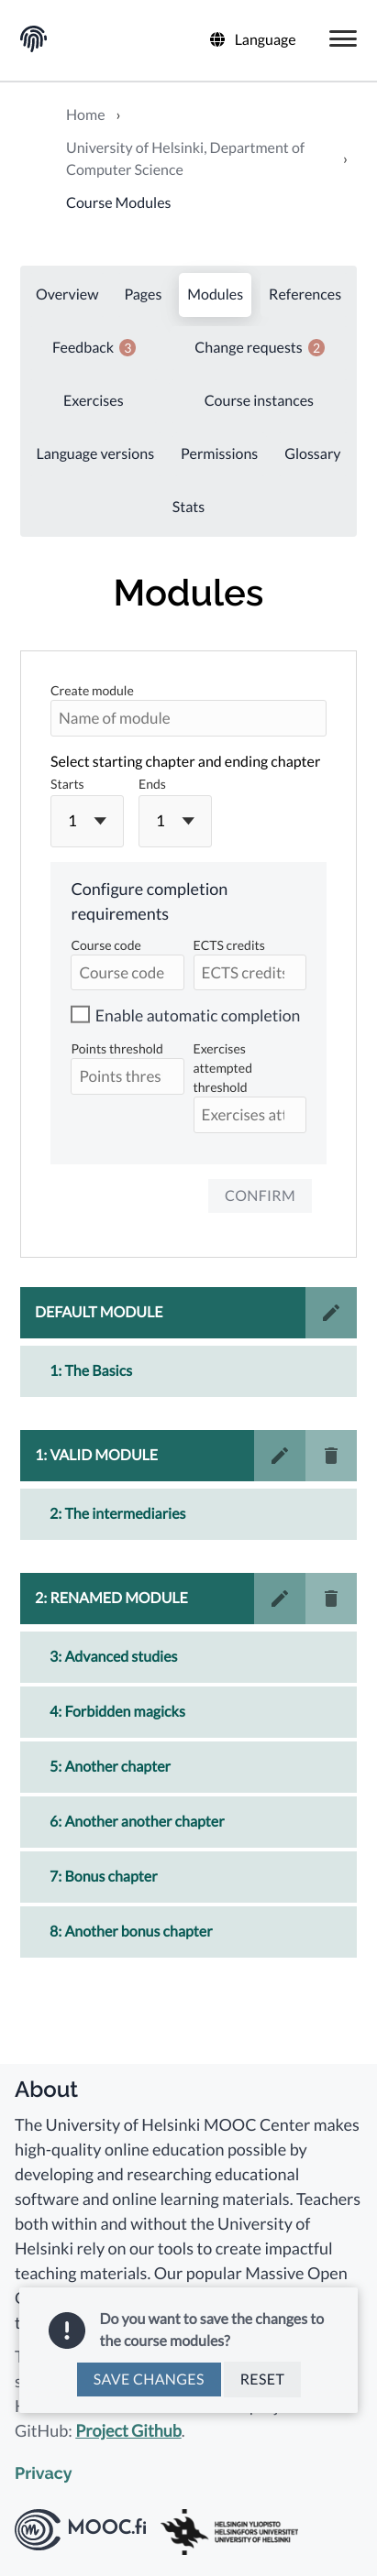 Language
Home ›
University of Helsinki, Department of
Computer Science
›
Course Modules
Overview Pages Modules References
Feedback 3 Change requests 2
Exercises Course instances
Language versions Permissions Glossary
Stats
Modules
Create module
Name of module
Select starting chapter and ending chapter
Starts Ends
1 1
Configure completion
requirements
Course code ECTS credits
Course code ECTS credits
Enable automatic completion
Points threshold Exercises
attempted
threshold
Points thres
Exercises att
CONFIRM
DEFAULT MODULE
1: The Basics
1: VALID MODULE
2: The intermediaries
2: RENAMED MODULE
3: Advanced studies
4: Forbidden magicks
5: Another chapter
6: Another another chapter
7: Bonus chapter
8: Another bonus chapter
About
The University of Helsinki MOOC Center makes
high-quality online education possible by
developing and researching educational
software and online learning materials. Teachers
both within and without the University of
Helsinki rely on our tools to create impactful
teaching materials. Our popular Massive Open
Do you want to save the changes to
the course modules?
SAVE CHANGES RESET
GitHub: Project Github.
Privacy
MOOC.fi
HELSINGIN YLIOPISTO
HELSINGFORS UNIVERSITET
UNIVERSITY OF HELSINKI